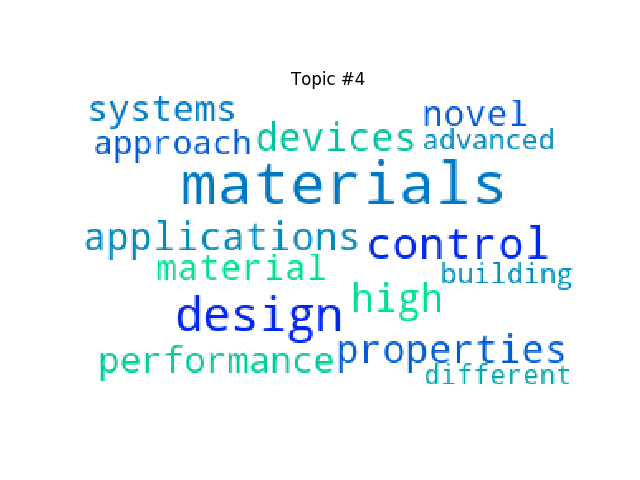 Topic #4
systems novel
approach devices advanced
materials
applications control
material building
design high
performance properties
different